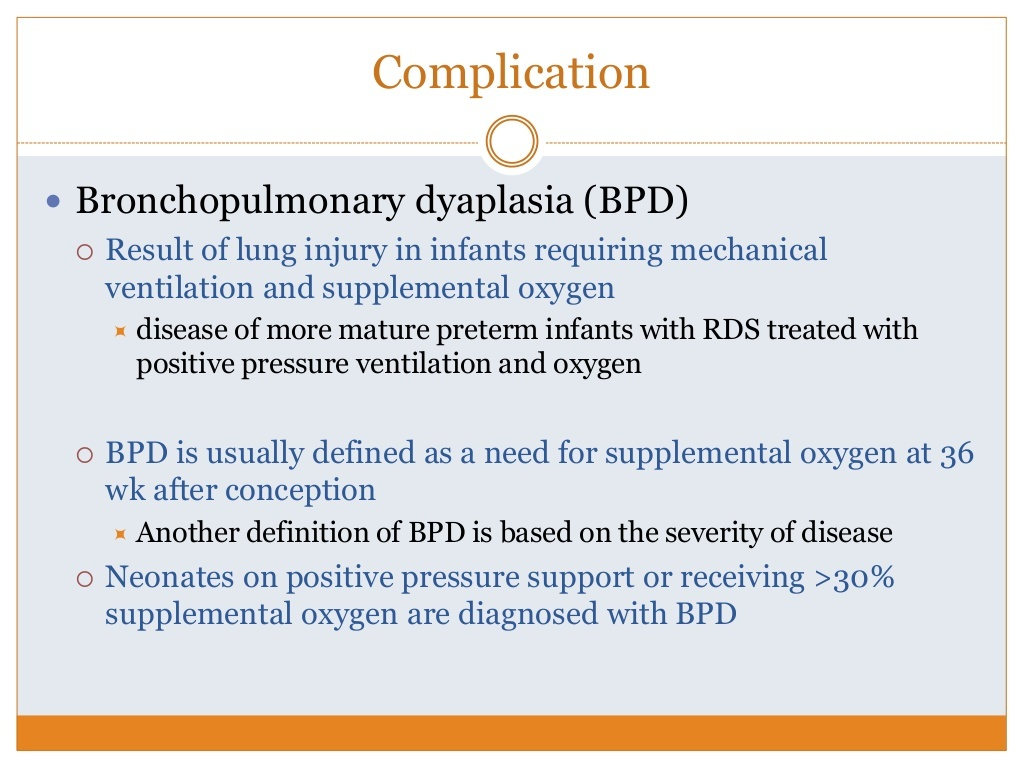 Complication
Bronchopulmonary dyaplasia (BPD)
Result of lung injury in infants requiring mechanical
ventilation and supplemental oxygen
disease of more mature preterm infants with RDS treated with
positive pressure ventilation and oxygen
BPD is usually defined as a need for supplemental oxygen at 36
wk after conception
Another definition of BPD is based on the severity of disease
Neonates on positive pressure support or receiving >30%
supplemental oxygen are diagnosed with BPD